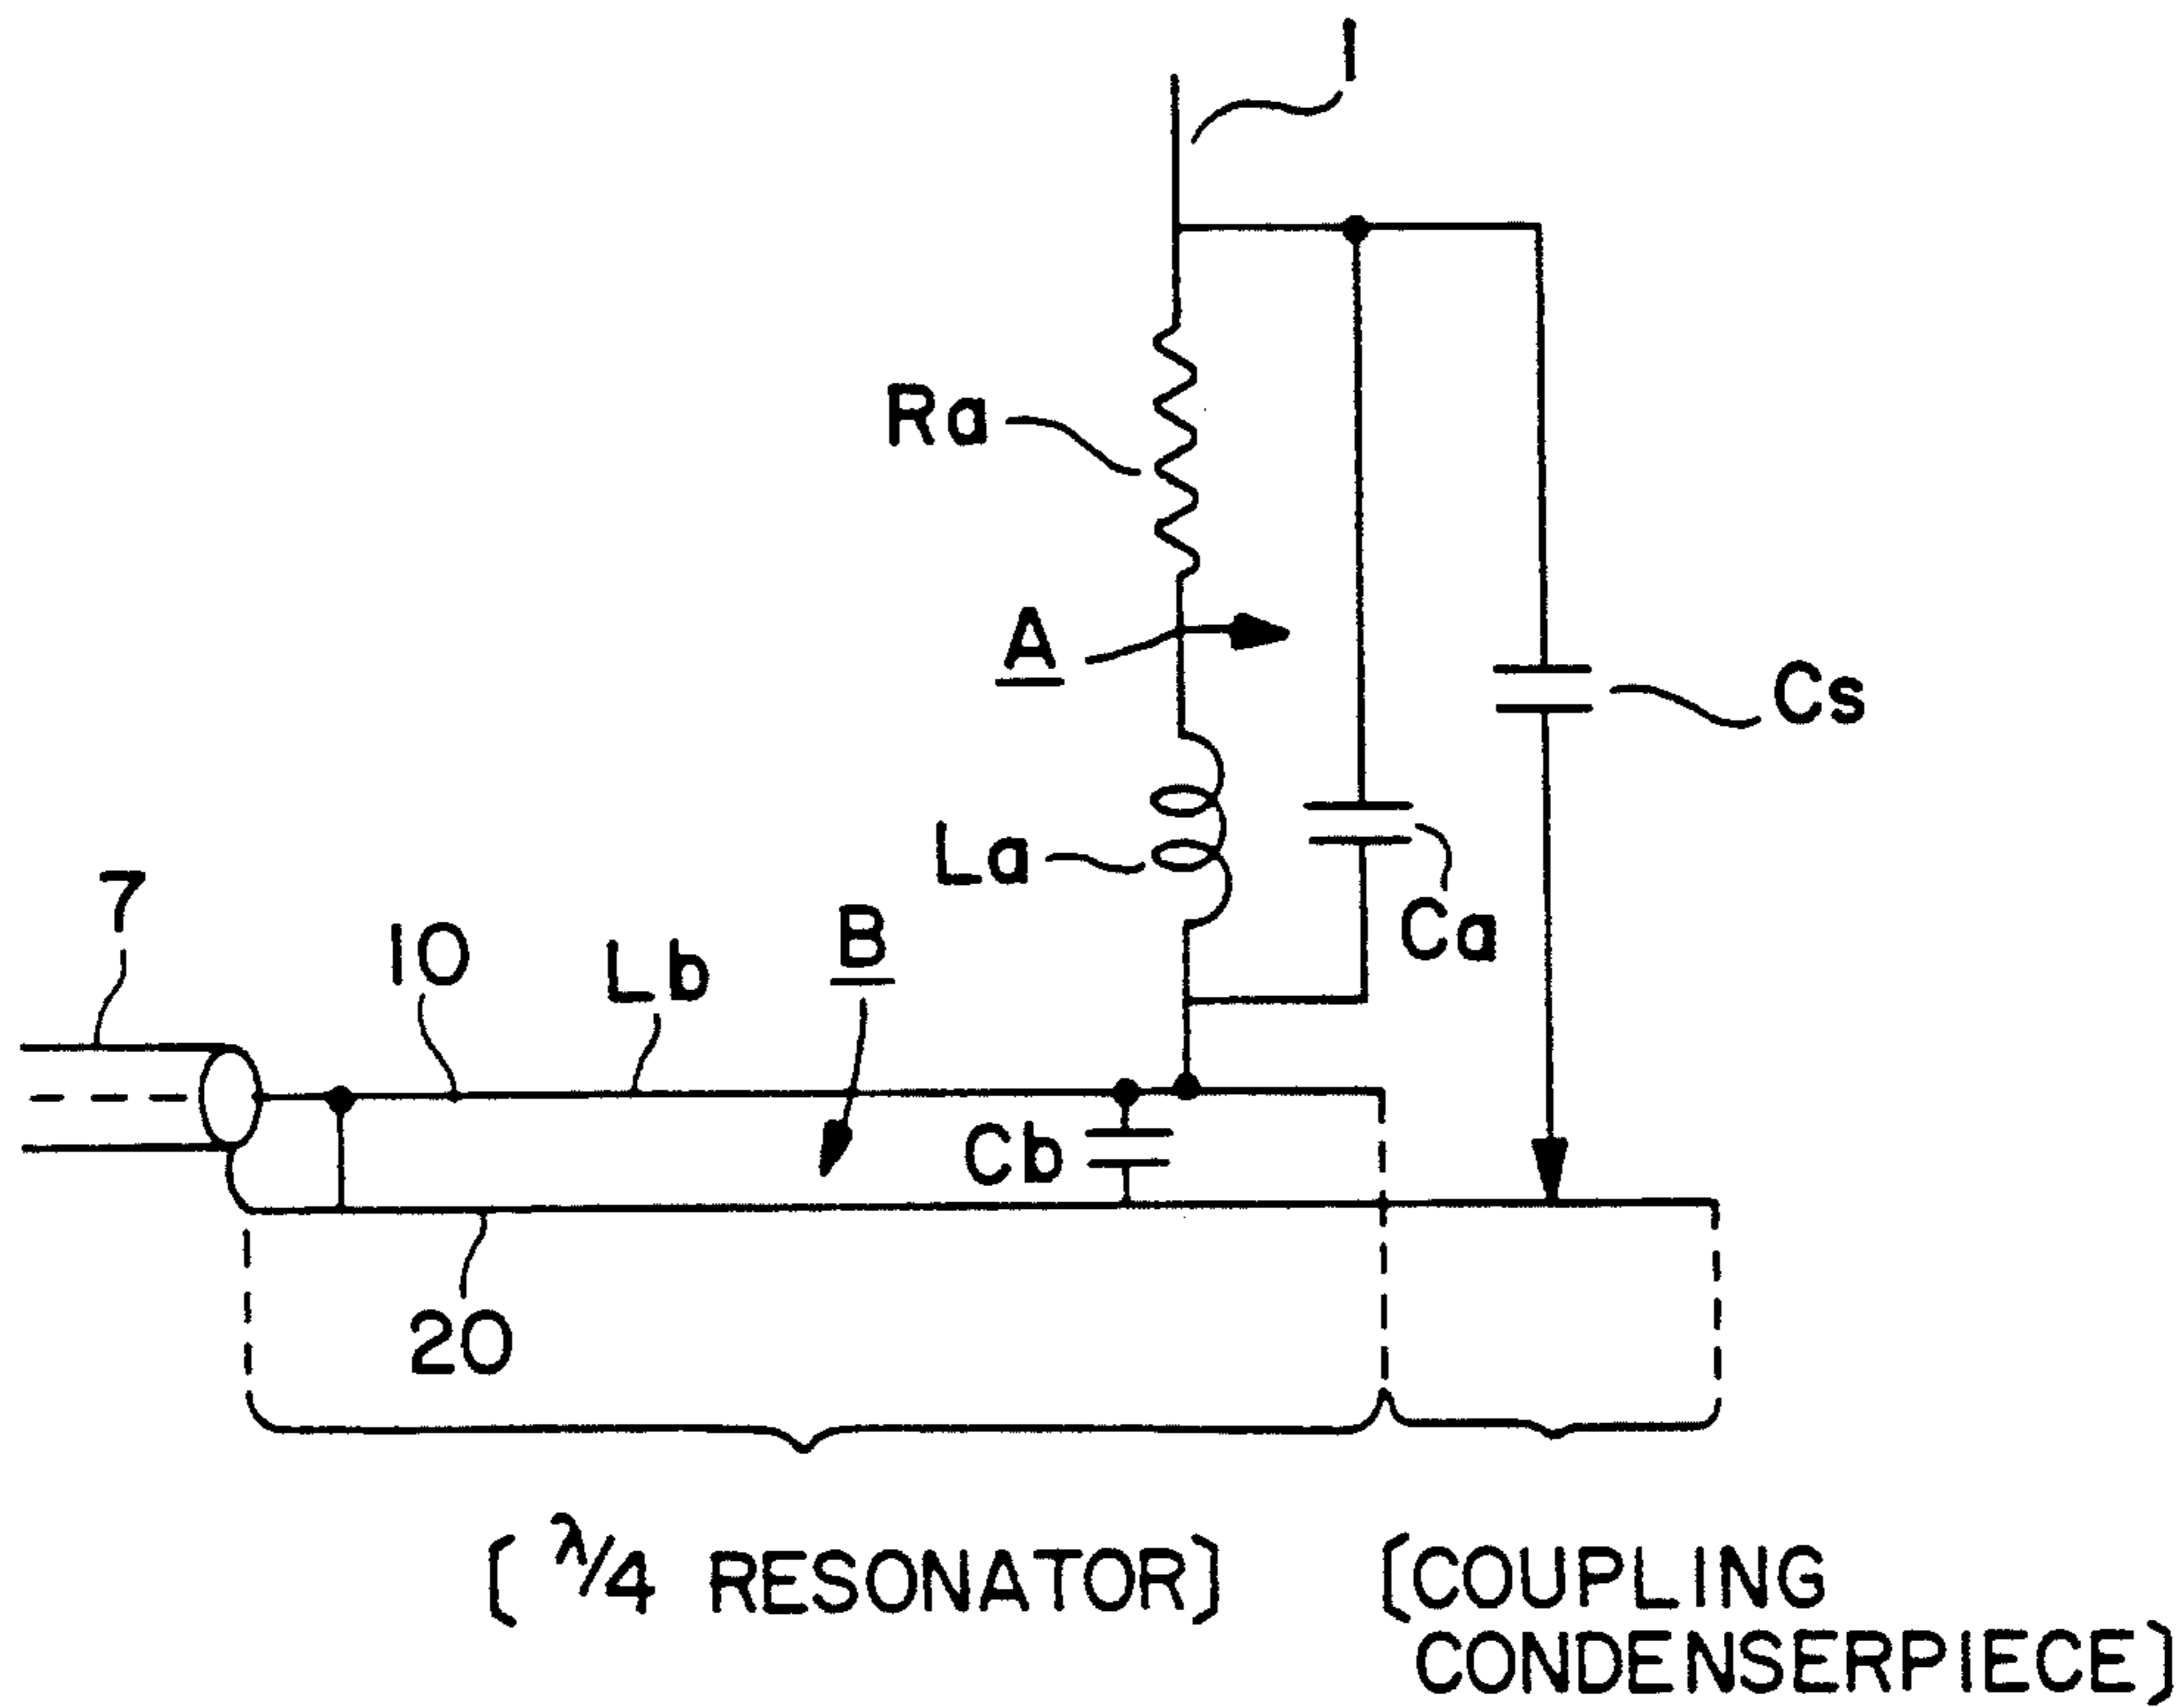 1
Ra
A
Cs
La
7
10
Lb
B
Ca
Cb
20
[λ/4 RESONATOR]
[COUPLING
CONDENSERPIECE]